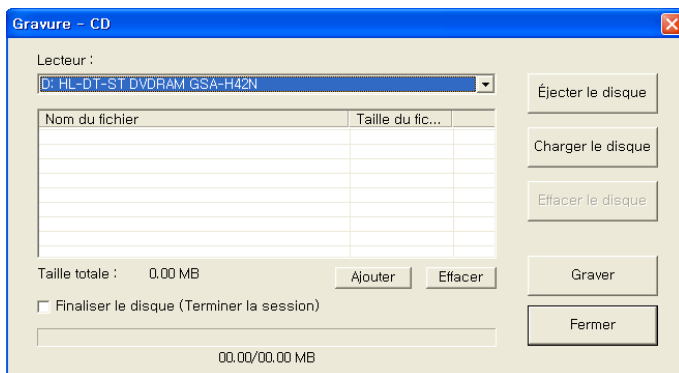 Gravure - CD
Lecteur :
D: HL-DT-ST DVDRAM GSA-H42N
Éjecter le disque
Nom du fichier Taille du fic...
Charger le disque
Effacer le disque
Taille totale : 0.00 MB Ajouter Effacer
Graver
Finaliser le disque (Terminer la session)
Fermer
00.00/00.00 MB